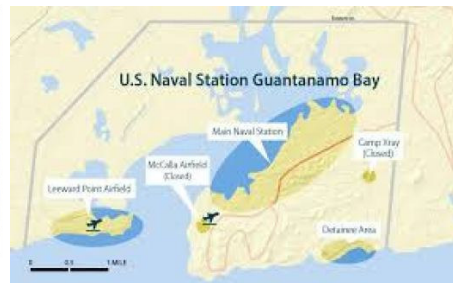 U.S. Naval Station Guantanamo Bay
Main Naval Station
Camp Xray
(Closed)
McCalla Airfield
(Closed)
Leeward Point Airfield
Detainee Area
0 0.5 1 MILE